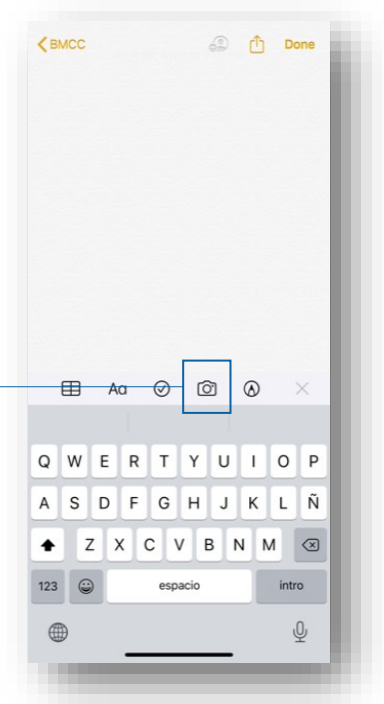 BMCC Done
Aa
Q W E R T Y U I O P
A S D F G H J K L Ñ
Z X C V B N M
123 espacio intro